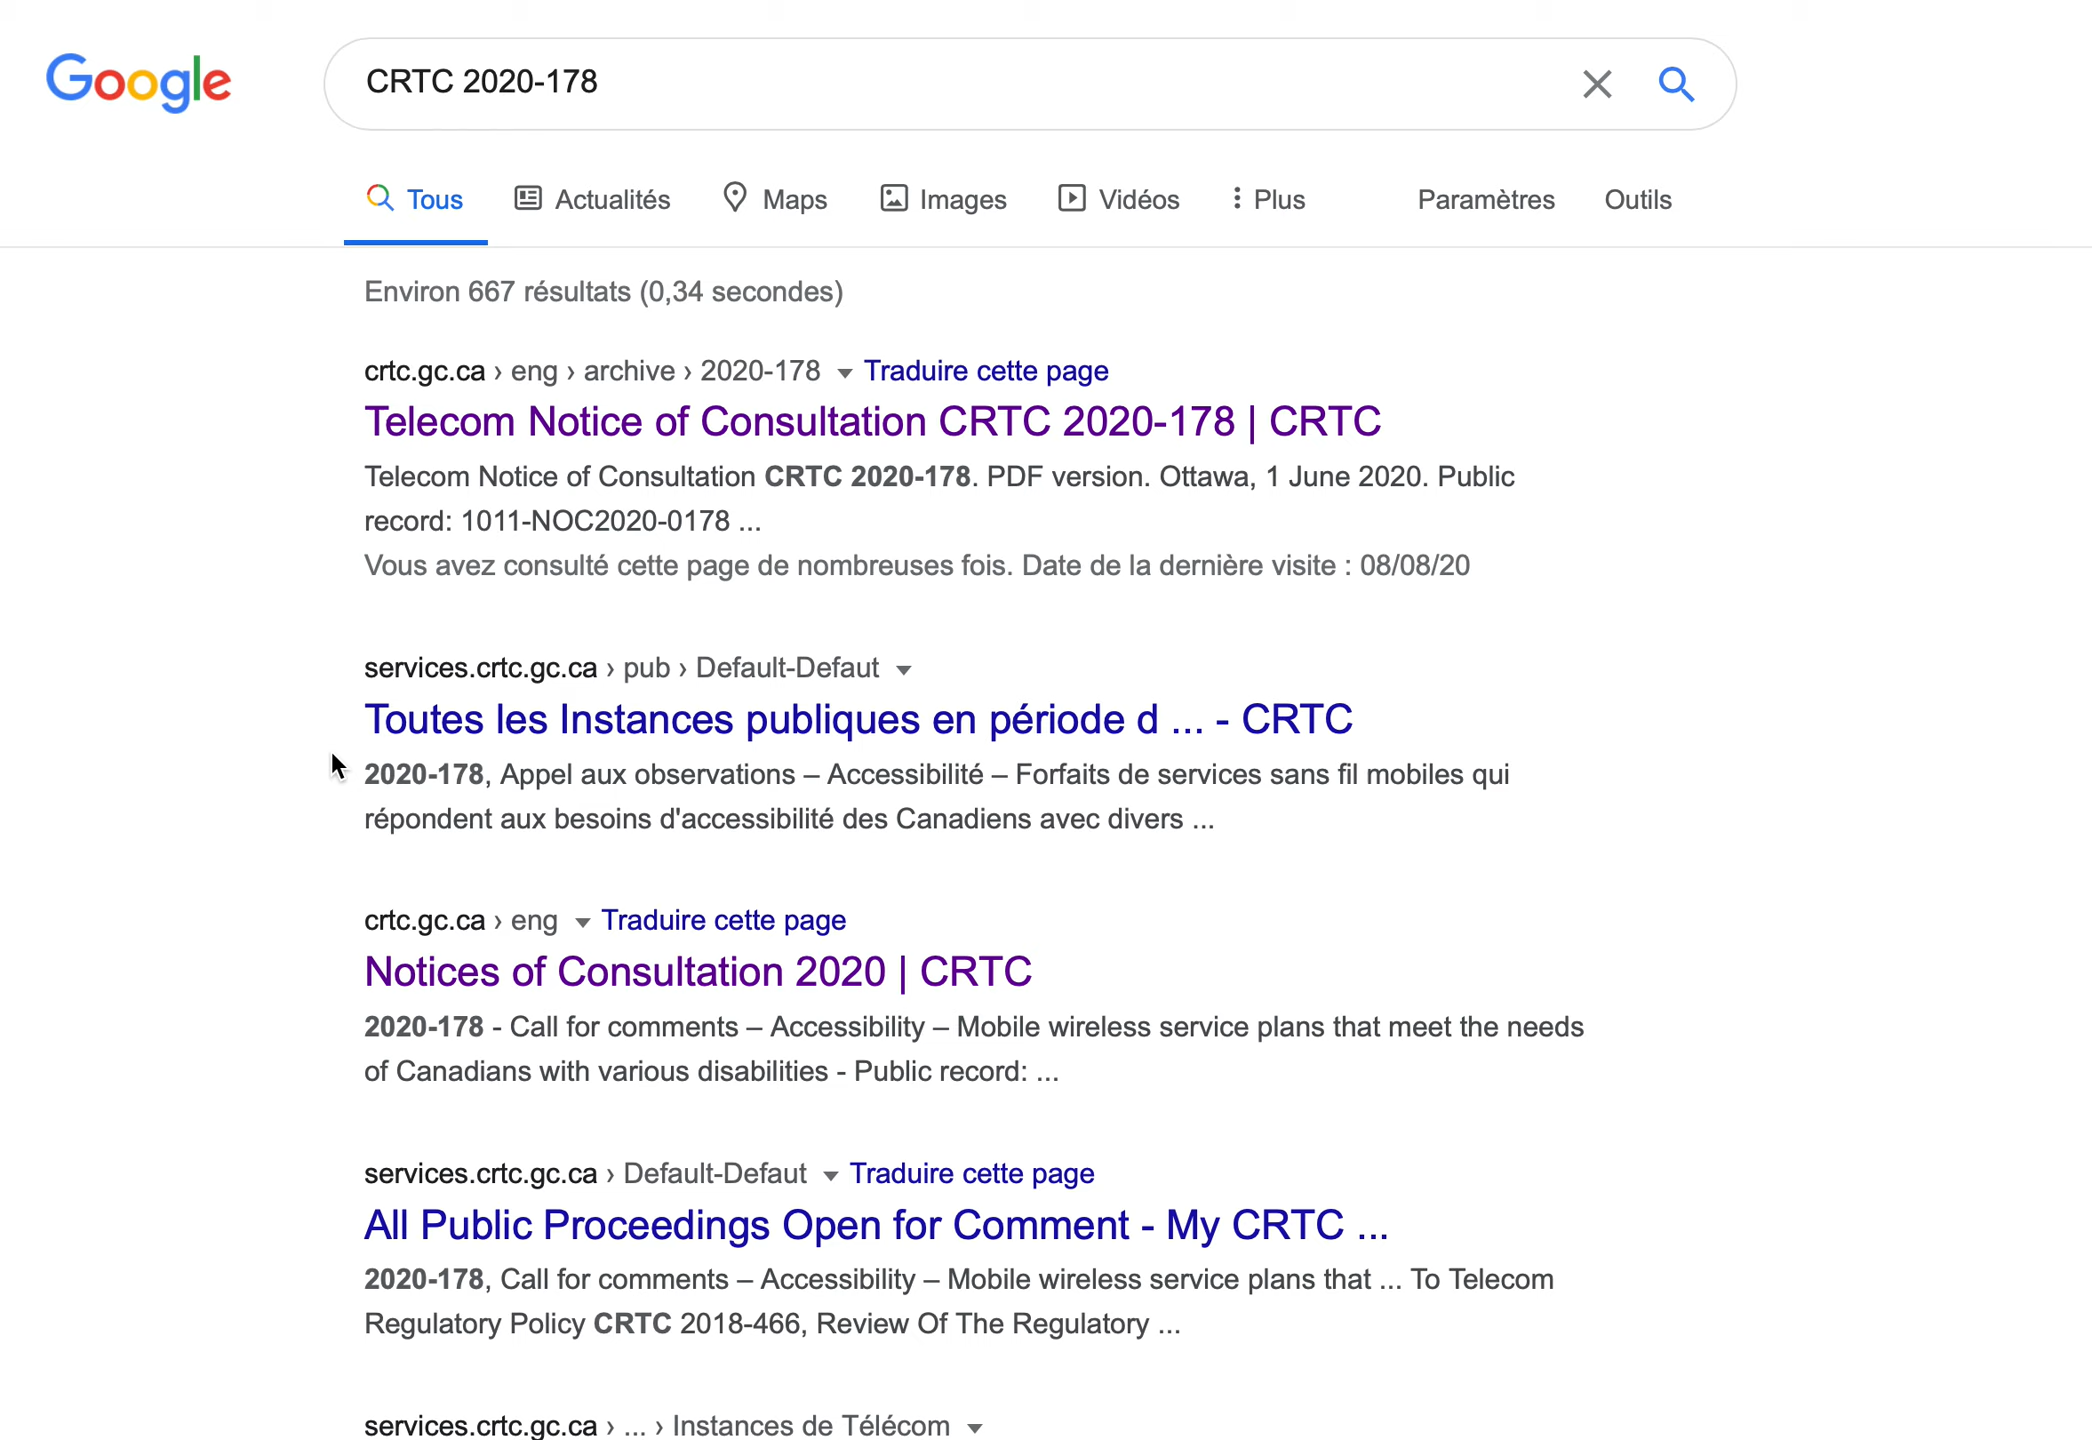 Google
CRTC 2020-178
Tous Actualités Maps Images Vidéos Plus Paramètres Outils
Environ 667 résultats (0,34 secondes)
crtc.gc.ca › eng › archive › 2020-178 Traduire cette page
Telecom Notice of Consultation CRTC 2020-178 | CRTC
Telecom Notice of Consultation CRTC 2020-178. PDF version. Ottawa, 1 June 2020. Public
record: 1011-NOC2020-0178 ...
Vous avez consulté cette page de nombreuses fois. Date de la dernière visite : 08/08/20
services.crtc.gc.ca › pub › Default-Defaut
Toutes les Instances publiques en période d ... - CRTC
2020-178, Appel aux observations – Accessibilité – Forfaits de services sans fil mobiles qui
répondent aux besoins d'accessibilité des Canadiens avec divers ...
crtc.gc.ca › eng Traduire cette page
Notices of Consultation 2020 | CRTC
2020-178 - Call for comments – Accessibility – Mobile wireless service plans that meet the needs
of Canadians with various disabilities - Public record: ...
services.crtc.gc.ca › Default-Defaut Traduire cette page
All Public Proceedings Open for Comment - My CRTC ...
2020-178, Call for comments – Accessibility – Mobile wireless service plans that ... To Telecom
Regulatory Policy CRTC 2018-466, Review Of The Regulatory ...
services.crtc.gc.ca › ... › Instances de Télécom